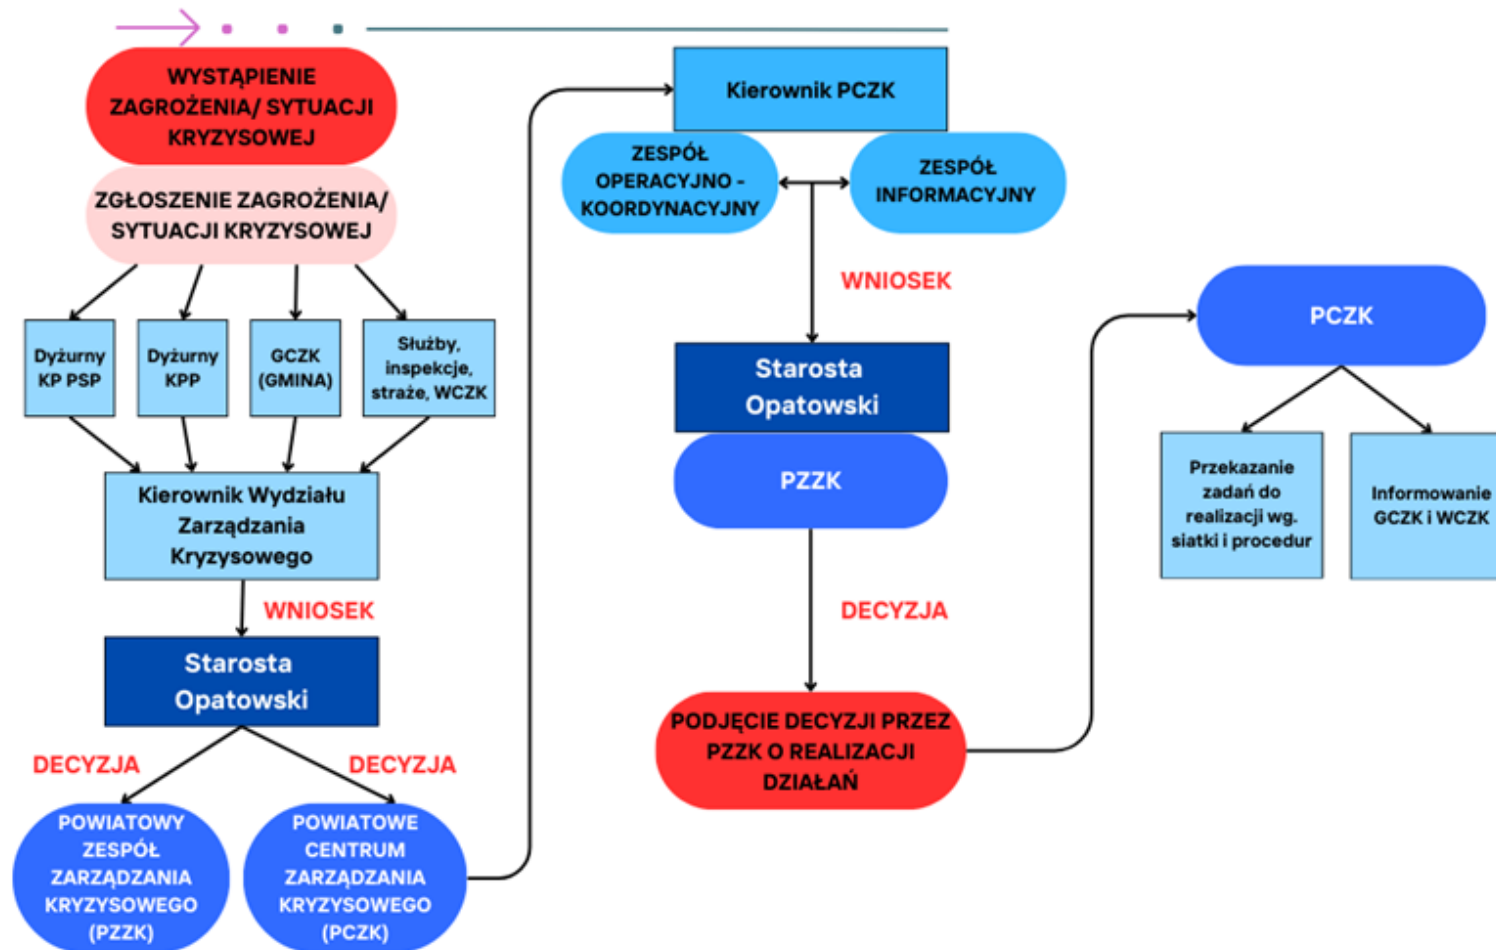 WYSTĄPIENIE
ZAGROŻENIA/ SYTUACJI
KRYZYSOWEJ
ZGŁOSZENIE ZAGROŻENIA/
SYTUACJI KRYZYSOWEJ
Dyżurny
KP PSP
Dyżurny
KPP
GCZK
(GMINA)
Służby,
inspekcje,
straże, WCZK
Kierownik Wydziału
Zarządzania
Kryzysowego
WNIOSEK
Starosta
Opatowski
DECYZJA
DECYZJA
POWIATOWY
ZESPÓŁ
ZARZĄDZANIA
KRYZYSOWEGO
(PZZK)
POWIATOWE
CENTRUM
ZARZĄDZANIA
KRYZYSOWEGO
(PCZK)
Kierownik PCZK
ZESPÓŁ
OPERACYJNO -
KOORDYNACYJNY
ZESPÓŁ
INFORMACYJNY
WNIOSEK
Starosta
Opatowski
PZZK
DECYZJA
PODJĘCIE DECYZJI PRZEZ
PZZK O REALIZACJI
DZIAŁAŃ
PCZK
Przekazanie
zadań do
realizacji wg.
siatki i procedur
Informowanie
GCZK i WCZK